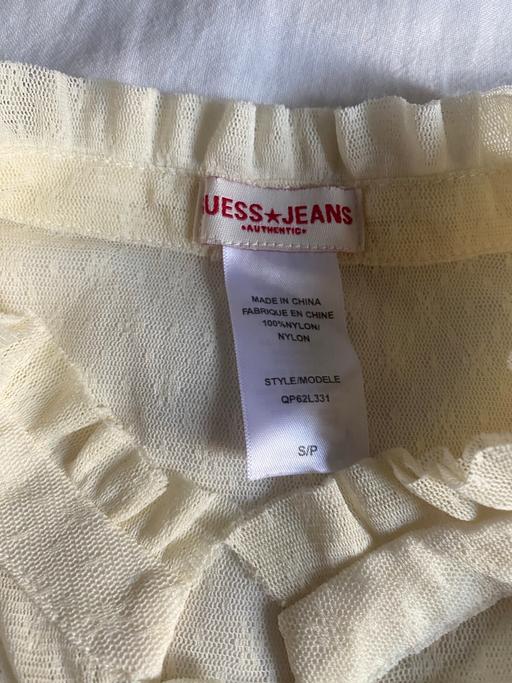 UESS★JEANS
•AUTHENTIC•
MADE IN CHINA
FABRIQUE EN CHINE
100%NYLON/
NYLON
STYLE/MODELE
QP62L331
S/P